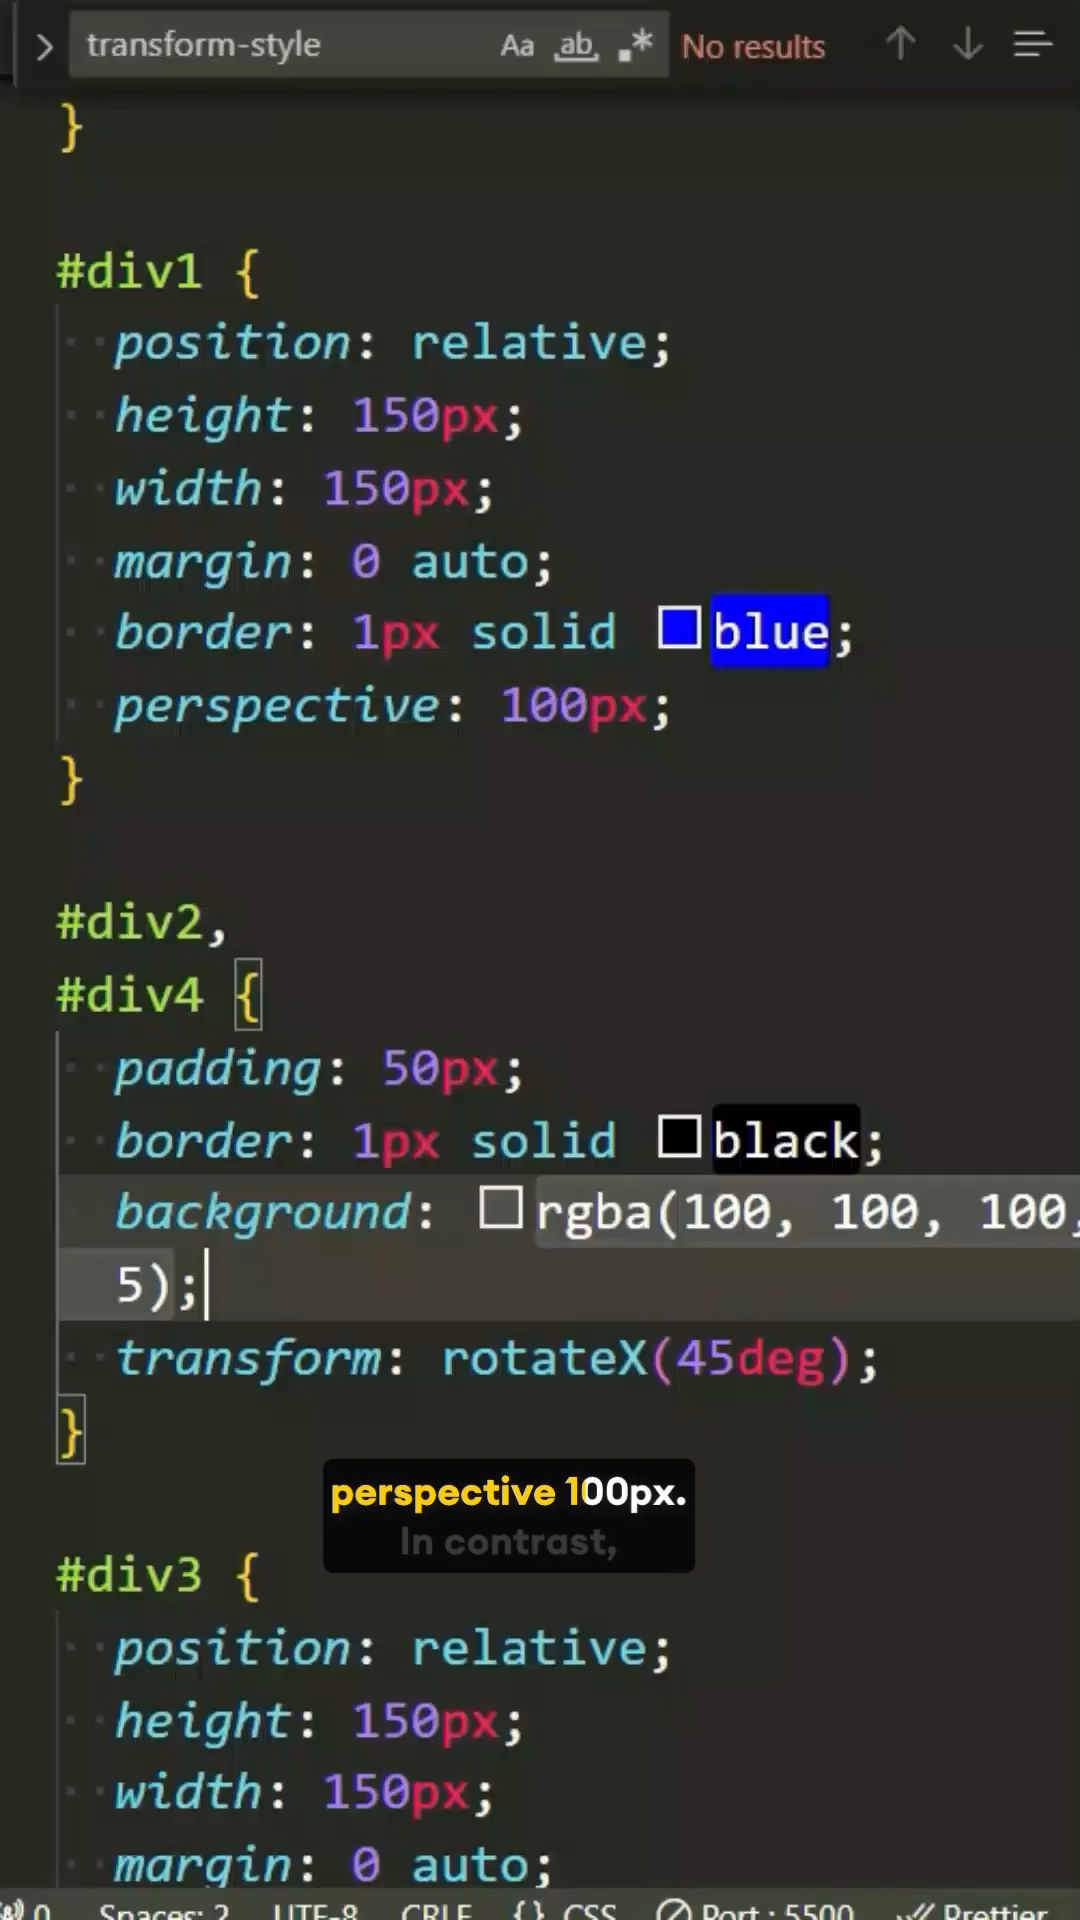 transform-style Aa ab .* No results
}
#div1 {
position: relative;
height: 150px;
width: 150px;
margin: 0 auto;
border: 1px solid blue;
perspective: 100px;
}
#div2,
#div4 {
padding: 50px;
border: 1px solid black;
background: rgba(100, 100, 100,
5);
transform: rotateX(45deg);
}
perspective 100px.
In contrast,
#div3 {
position: relative;
height: 150px;
width: 150px;
margin: 0 auto;
0 Spaces: 2 UTF-8 CRLF {} CSS Port : 5500 Prettier